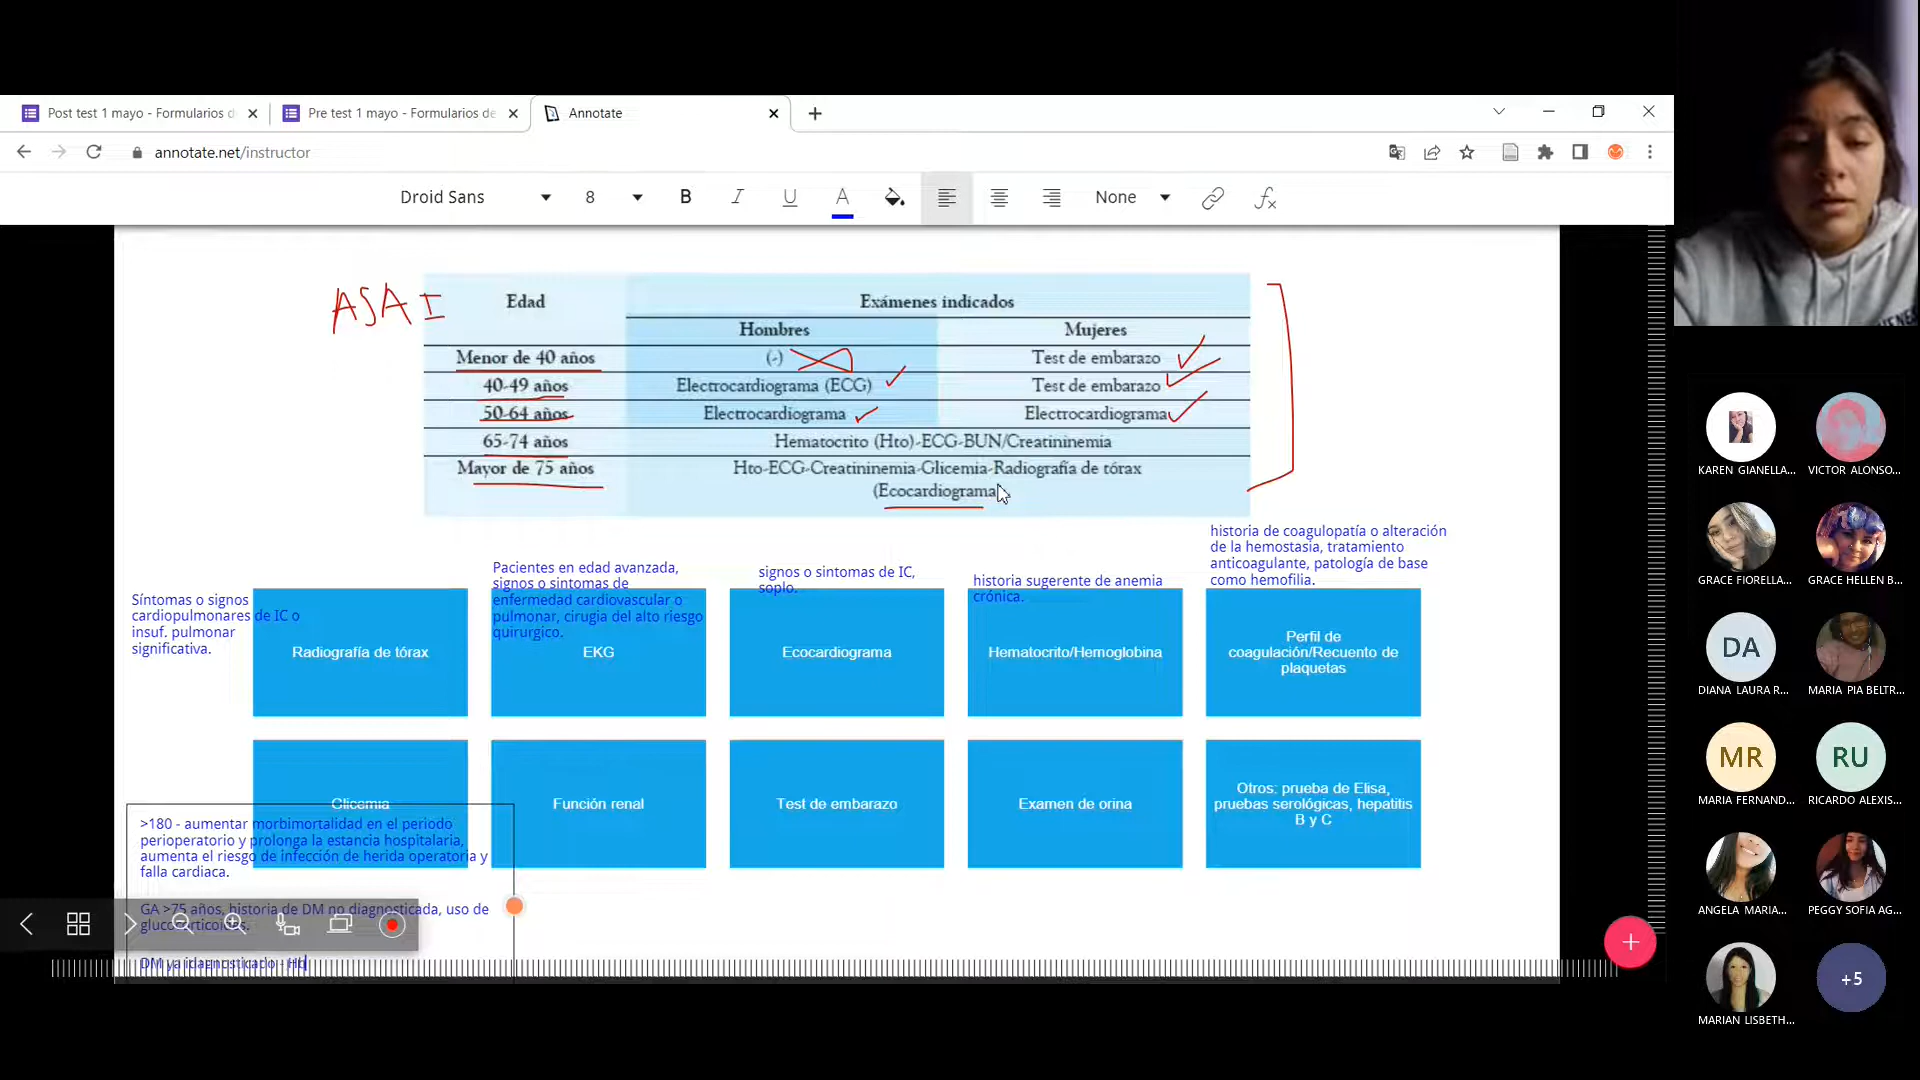 Post test 1 mayo - Formularios d
Pre test 1 mayo - Formularios de
Annotate
annotate.net/instructor
Droid Sans
8
B
I
U
A
None
ASA I
Edad
Exámenes indicados
Hombres
Mujeres
Menor de 40 años
(-)
Test de embarazo
40-49 años
Electrocardiograma (ECG)
Test de embarazo
50-64 años
Electrocardiograma
Electrocardiograma
65-74 años
Hematocrito (Hto)-ECG-BUN/Creatininemia
Mayor de 75 años
Hto-ECG-Creatininemia-Glicemia-Radiografía de tórax
(Ecocardiograma)
Síntomas o signos
cardiopulmonares de IC o
insuf. pulmonar
significativa.
Radiografía de tórax
Pacientes en edad avanzada,
signos o sintomas de
enfermedad cardiovascular o
pulmonar, cirugia del alto riesgo
quirurgico.
EKG
signos o sintomas de IC,
soplo.
Ecocardiograma
historia sugerente de anemia
crónica.
Hematocrito/Hemoglobina
historia de coagulopatía o alteración
de la hemostasia, tratamiento
anticoagulante, patología de base
como hemofilia.
Perfil de
coagulación/Recuento de
plaquetas
Glicemia
>180 - aumentar morbimortalidad en el periodo
perioperatorio y prolonga la estancia hospitalaria,
aumenta el riesgo de infección de herida operatoria y
falla cardiaca.
GA >75 años, historia de DM no diagnosticada, uso de
glucocorticoides.
DM ya idagnosticado - Ho
Función renal
Test de embarazo
Examen de orina
Otros: prueba de Elisa,
pruebas serológicas, hepatitis
B y C
KAREN GIANELLA...
VICTOR ALONSO...
GRACE FIORELLA...
GRACE HELLEN B...
DA
DIANA LAURA R...
MARIA PIA BELTR...
MR
MARIA FERNAND...
RU
RICARDO ALEXIS...
ANGELA MARIA...
PEGGY SOFIA AG...
MARIAN LISBETH...
+5